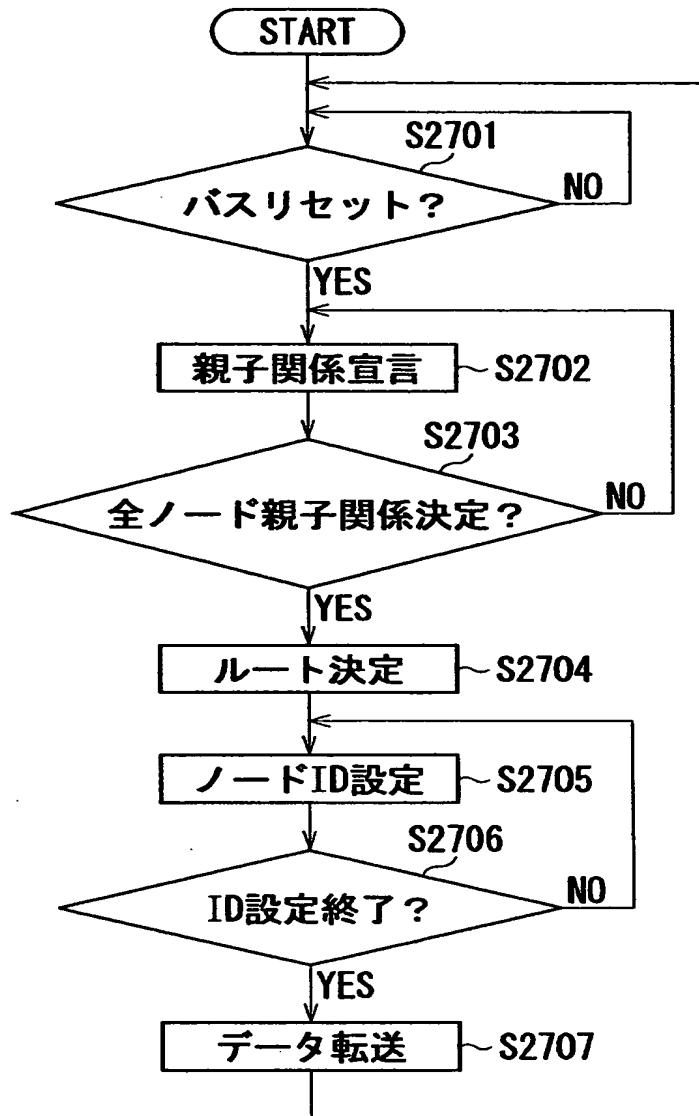 START
S2701
バスリセット?
NO
YES
親子関係宣言
S2702
S2703
全ノード親子関係決定?
NO
YES
ルート決定
S2704
ノードID設定
S2705
S2706
ID設定終了?
NO
YES
データ転送
S2707